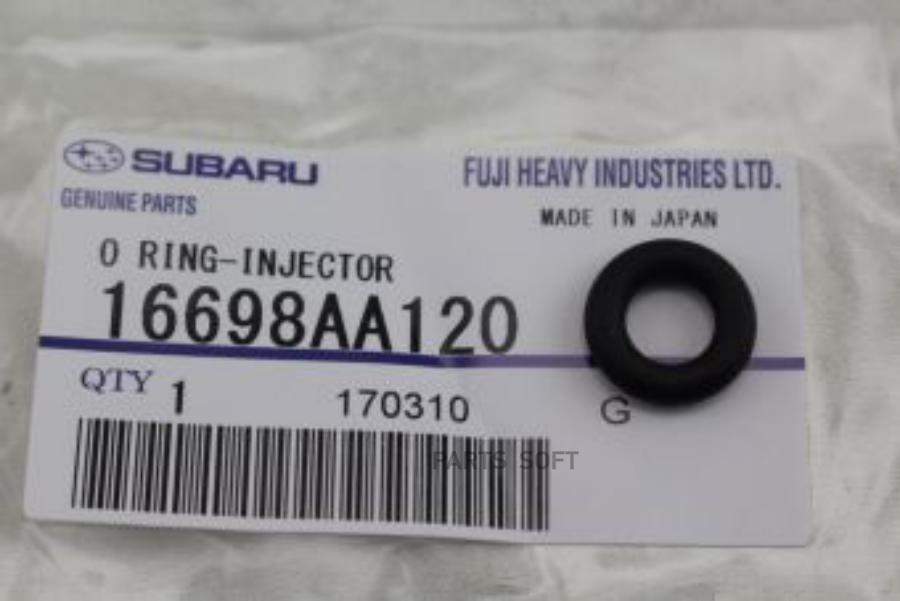 SUBARU
FUJI HEAVY INDUSTRIES LTD.
GENUINE PARTS
MADE IN JAPAN
O RING-INJECTOR
16698AA120
QTY 1
170310
G
PARTS SOFT